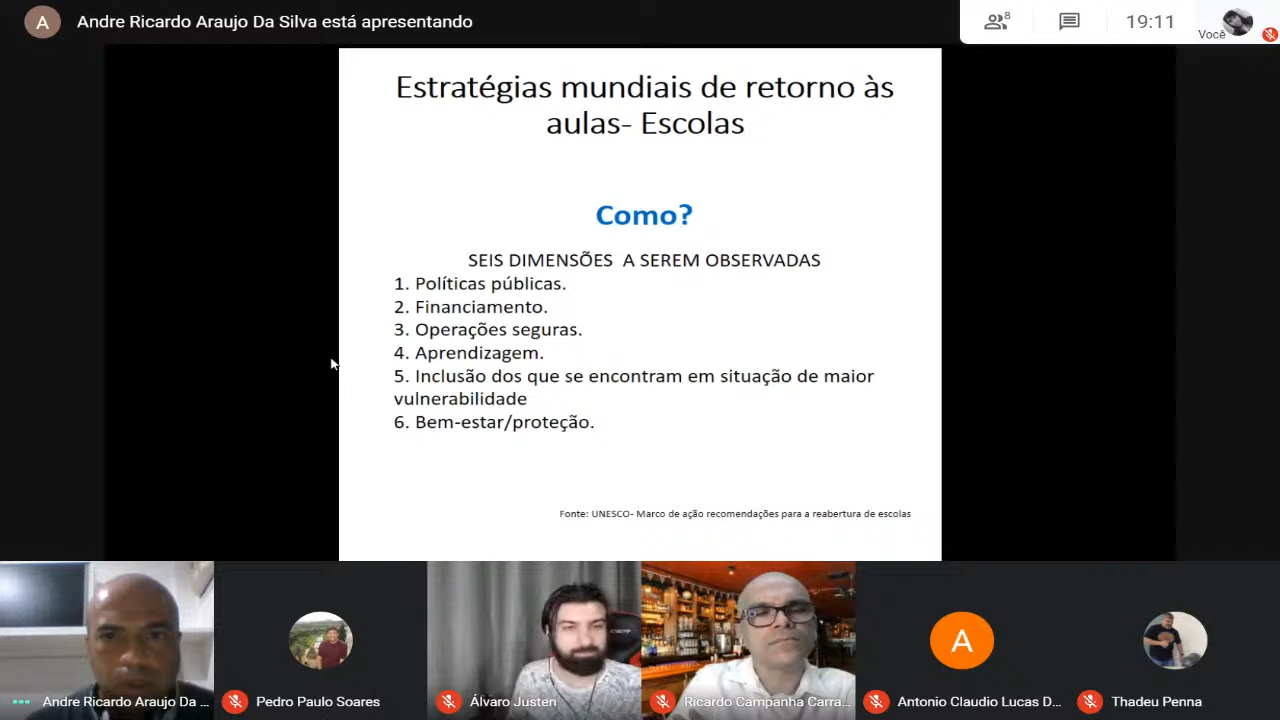 A
Andre Ricardo Araujo Da Silva está apresentando
8
19:11
Você
Estratégias mundiais de retorno às
aulas- Escolas
Como?
SEIS DIMENSÕES A SEREM OBSERVADAS
1. Políticas públicas.
2. Financiamento.
3. Operações seguras.
4. Aprendizagem.
5. Inclusão dos que se encontram em situação de maior
vulnerabilidade
6. Bem-estar/proteção.
Fonte: UNESCO- Marco de ação recomendações para a reabertura de escolas
A
Andre Ricardo Araujo Da ...
Pedro Paulo Soares
Álvaro Justen
Ricardo Campanha Carra...
Antonio Claudio Lucas D...
Thadeu Penna